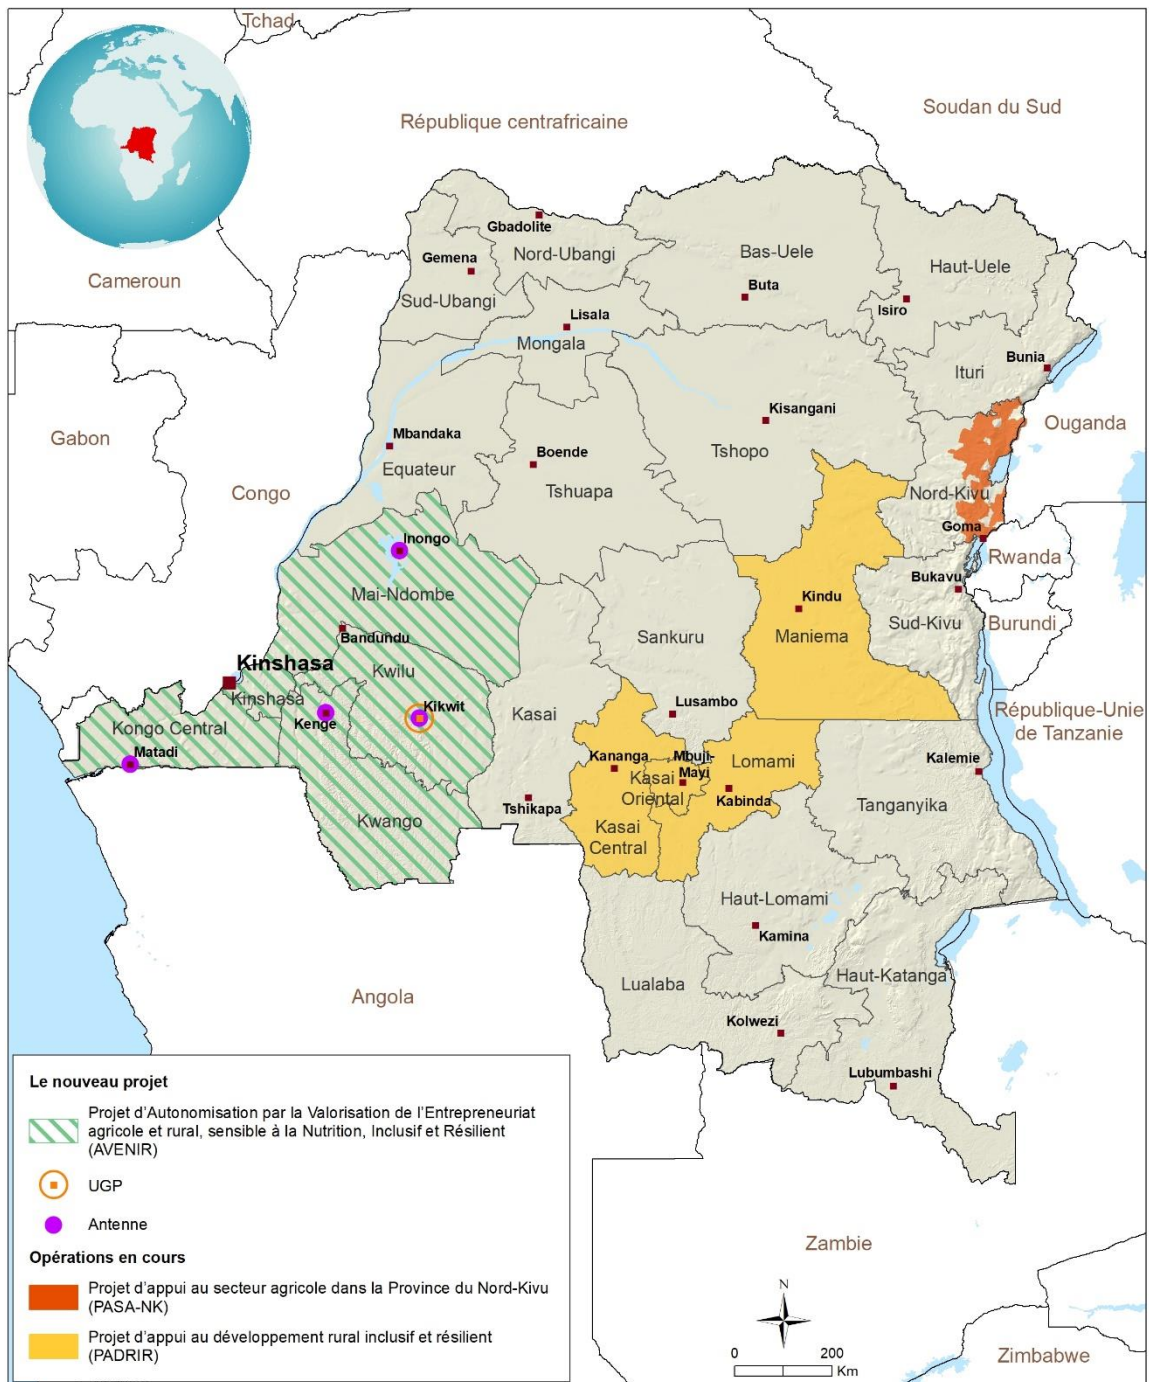 Tchad
Soudan du Sud
République centrafricaine
Cameroun
Gbadolite
Nord-Ubangi
Gemena
Sud-Ubangi
Bas-Uele
Haut-Uele
Buta
Isiro
Lisala
Mongala
Bunia
Ituri
Gabon
Congo
Mbandaka
Equateur
Boende
Tshuapa
Kisangani
Tshopo
Ouganda
Nord-Kivu
Goma
Rwanda
Inongo
Mai-Ndombe
Bukavu
Sud-Kivu
Burundi
Kindu
Maniema
Sankuru
Bandundu
Kinshasa
Kwilu
Kinshasa
Kikwit
Kenge
Kongo Central
Matadi
Kasai
Lusambo
République-Unie
de Tanzanie
Kananga
Mbuji-
Mayi
Lomami
Kasai
Oriental
Kabinda
Kalemie
Tshikapa
Kasai
Central
Tanganyika
Kwango
Haut-Lomami
Kamina
Lualaba
Haut-Katanga
Angola
Kolwezi
Lubumbashi
Le nouveau projet
Projet d'Autonomisation par la Valorisation de l'Entrepreneuriat
agricole et rural, sensible à la Nutrition, Inclusif et Résilient
(AVENIR)
UGP
Antenne
Opérations en cours
Projet d'appui au secteur agricole dans la Province du Nord-Kivu
(PASA-NK)
Projet d'appui au développement rural inclusif et résilient
(PADRIR)
Zambie
Zimbabwe
N
0 100 200
Km